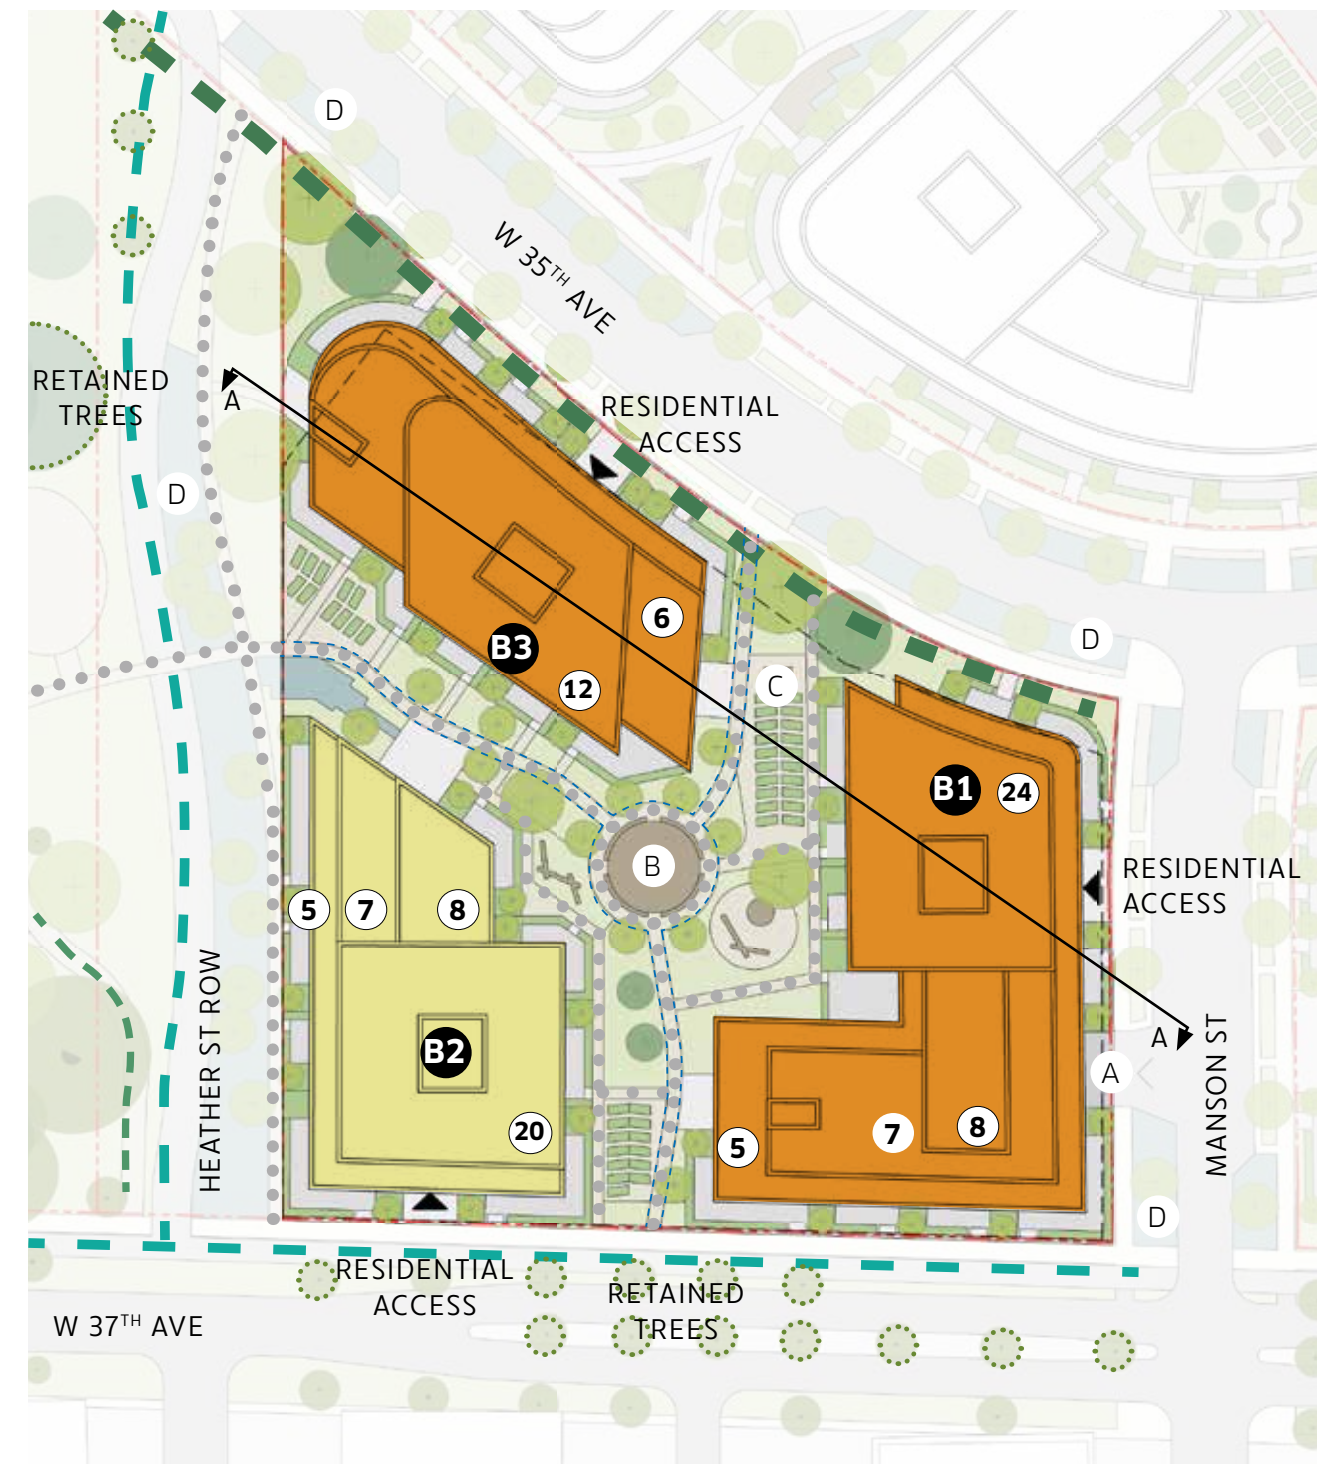 D
W 35TH AVE
RETAINED
TREES
A
RESIDENTIAL
ACCESS
D
6
D
B3
C
12
B1
24
B
RESIDENTIAL
ACCESS
5
7
8
HEATHER ST ROW
B2
A
MANSON ST
A
20
5
7
8
D
RESIDENTIAL
ACCESS
RETAINED
TREES
W 37TH AVE